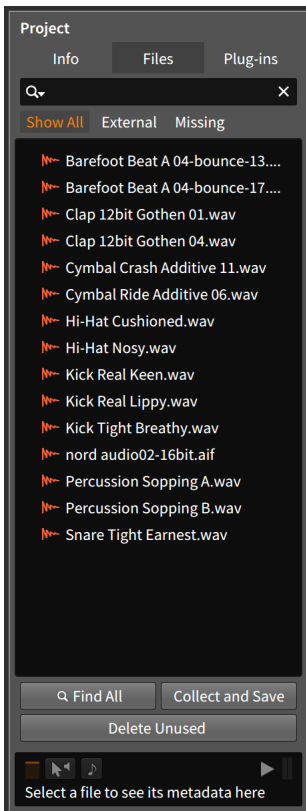 Project
Info Files Plug-ins
Show All External Missing
Barefoot Beat A 04-bounce-13....
Barefoot Beat A 04-bounce-17....
Clap 12bit Gothen 01.wav
Clap 12bit Gothen 04.wav
Cymbal Crash Additive 11.wav
Cymbal Ride Additive 06.wav
Hi-Hat Cushioned.wav
Hi-Hat Nosy.wav
Kick Real Keen.wav
Kick Real Lippy.wav
Kick Tight Breathy.wav
nord audio02-16bit.aif
Percussion Sopping A.wav
Percussion Sopping B.wav
Snare Tight Earnest.wav
Find All Collect and Save
Delete Unused
Select a file to see its metadata here